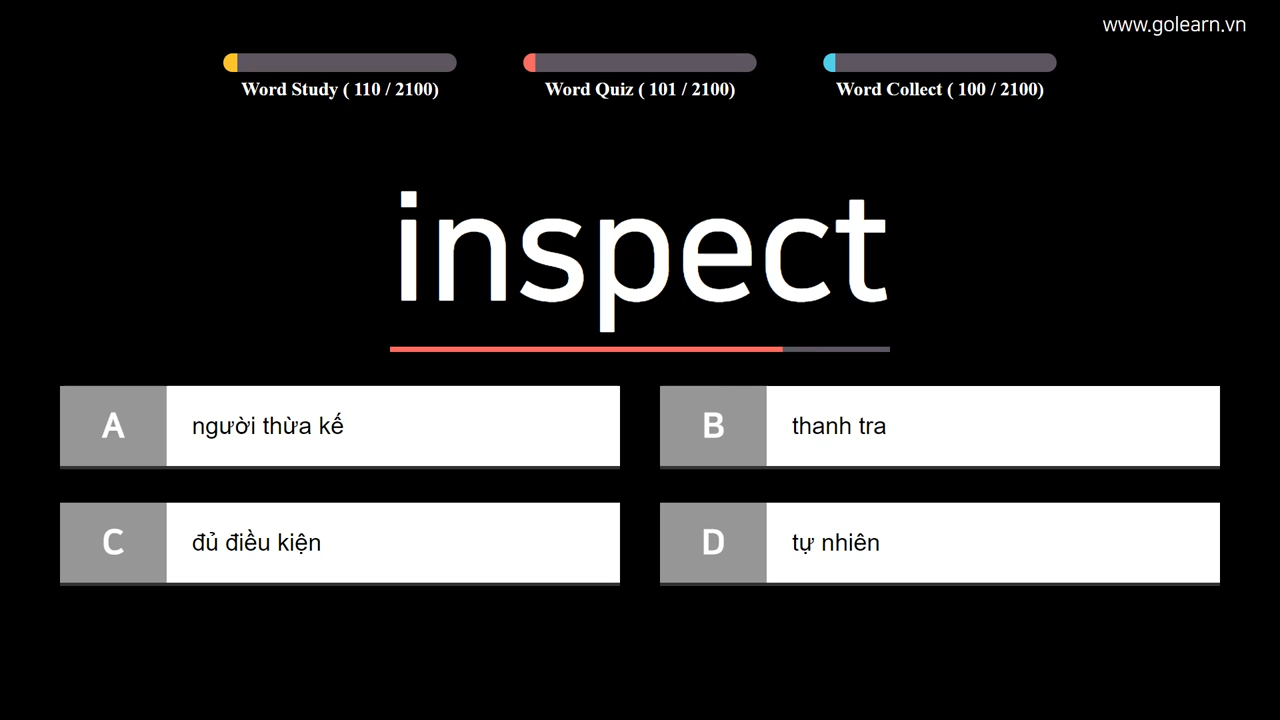 www.golearn.vn
Word Study ( 110 / 2100)
Word Quiz ( 101 / 2100)
Word Collect ( 100 / 2100)
inspect
A người thừa kế
B thanh tra
C đủ điều kiện
D tự nhiên